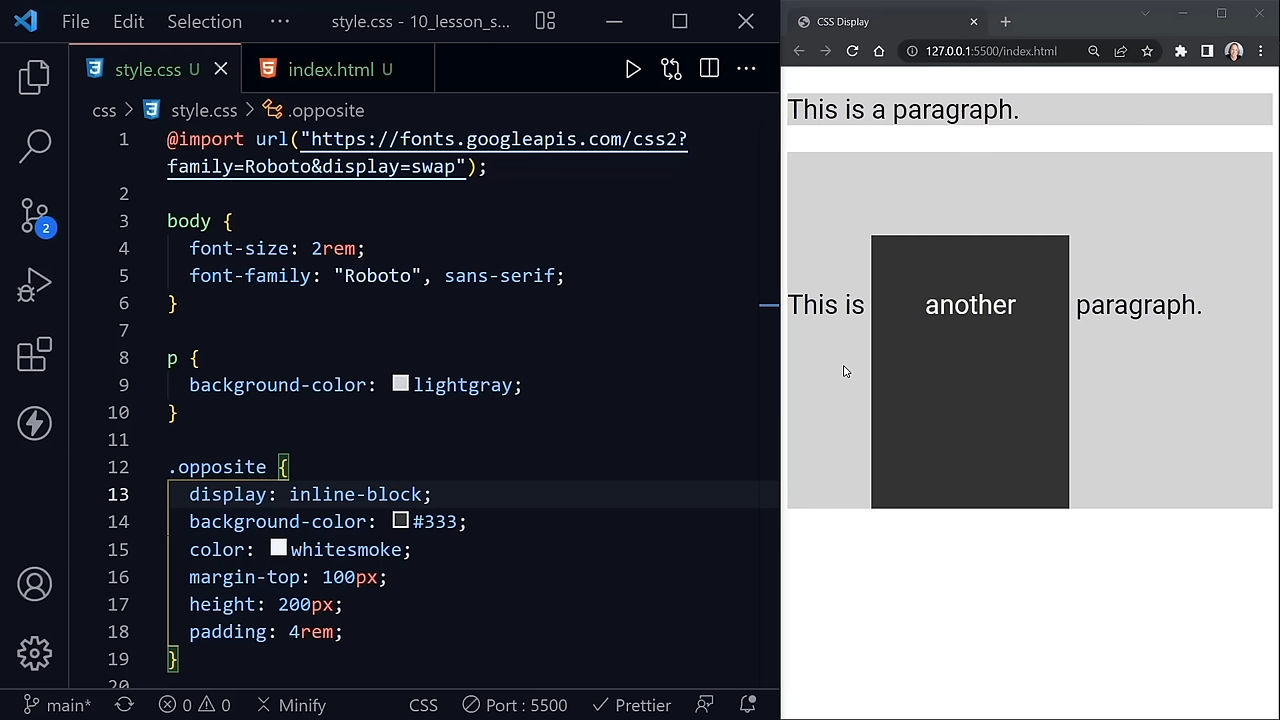 File Edit Selection ··· style.css - 10_lesson_s...
style.css U index.html U
css > style.css > .opposite
1 @import url("https://fonts.googleapis.com/css2?
family=Roboto&display=swap");
2
3 body {
4 font-size: 2rem;
5 font-family: "Roboto", sans-serif;
6 }
7
8 p {
9 background-color: lightgray;
10 }
11
12 .opposite {
13 display: inline-block;
14 background-color: #333;
15 color: whitesmoke;
16 margin-top: 100px;
17 height: 200px;
18 padding: 4rem;
19 }
20
2
main* 0 0 Minify CSS Port : 5500 Prettier
CSS Display
127.0.0.1:5500/index.html
This is a paragraph.
This is another paragraph.